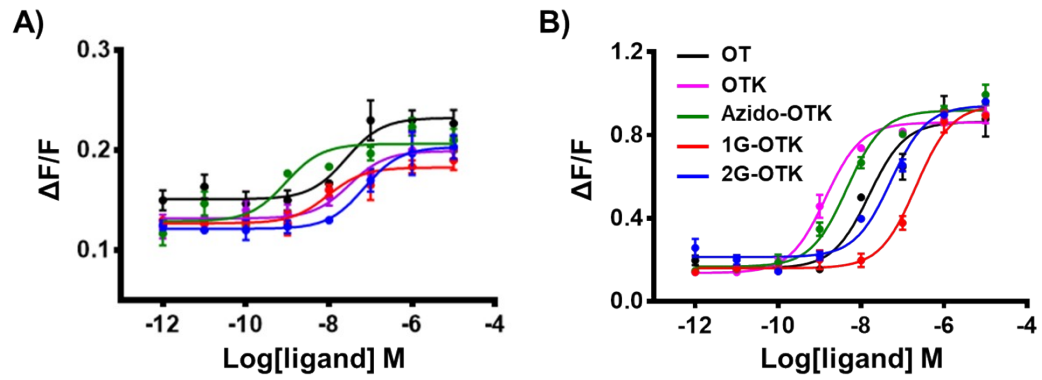 A)
0.3
0.2
0.1
ΔF/F
-12
-10
-8
-6
-4
Log[ligand] M
B)
1.2
0.8
0.4
0.0
ΔF/F
OT
OTK
Azido-OTK
1G-OTK
2G-OTK
-12
-10
-8
-6
-4
Log[ligand] M